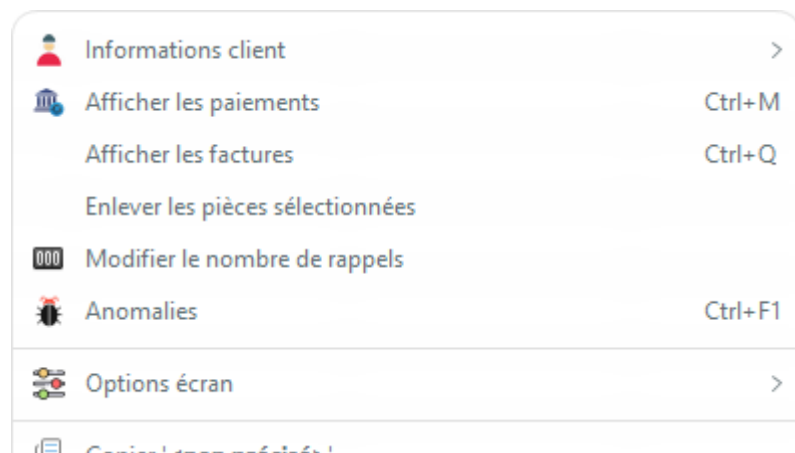 Informations client
Afficher les paiements Ctrl+M
Afficher les factures Ctrl+Q
Enlever les pièces sélectionnées
000 Modifier le nombre de rappels
Anomalies Ctrl+F1
Options écran
Copier '